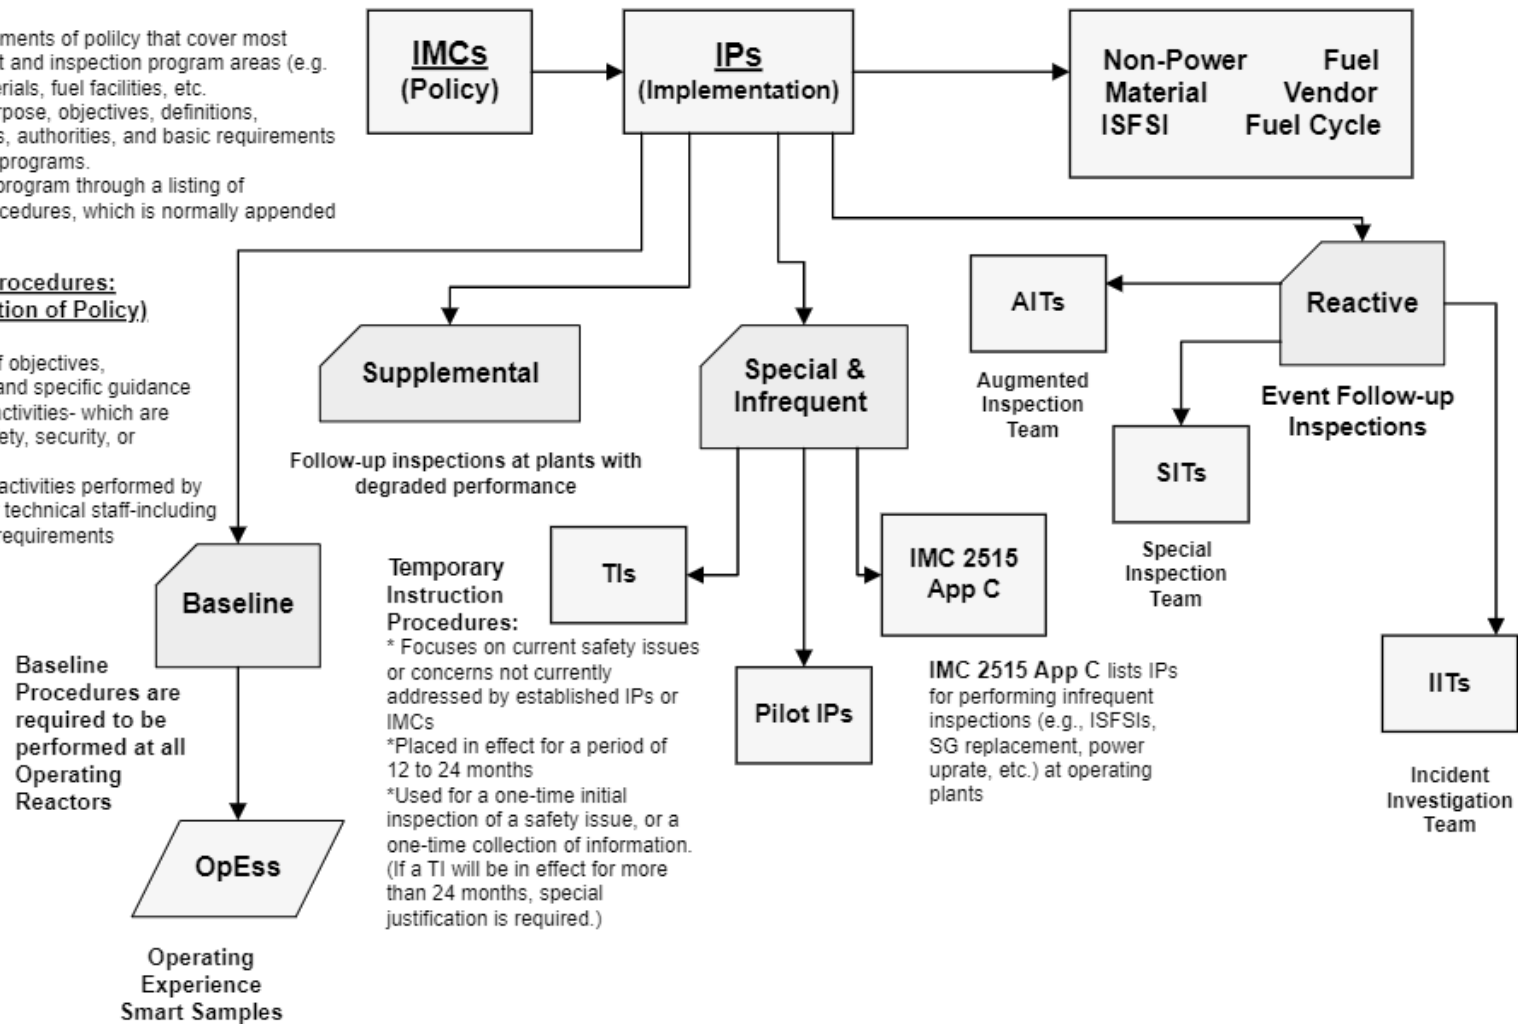 ments of polilcy that cover most
t and inspection program areas (e.g.
rials, fuel facilities, etc.
rpose, objectives, definitions,
s, authorities, and basic requirements
programs.
program through a listing of
cedures, which is normally appended
rocedures:
tion of Policy)
f objectives,
and specific guidance
activities- which are
ety, security, or
activities performed by
technical staff-including
requirements
IMCs
(Policy)
IPs
(Implementation)
Non-Power Fuel
Material Vendor
ISFSI Fuel Cycle
Supplemental
Follow-up inspections at plants with
degraded performance
Special &
Infrequent
Reactive
Event Follow-up
Inspections
AITs
Augmented
Inspection
Team
SITs
Special
Inspection
Team
IITs
Incident
Investigation
Team
Baseline
Baseline
Procedures are
required to be
performed at all
Operating
Reactors
OpEss
Operating
Experience
Smart Samples
TIs
Temporary
Instruction
Procedures:
* Focuses on current safety issues
or concerns not currently
addressed by established IPs or
IMCs
*Placed in effect for a period of
12 to 24 months
*Used for a one-time initial
inspection of a safety issue, or a
one-time collection of information.
(If a TI will be in effect for more
than 24 months, special
justification is required.)
Pilot IPs
IMC 2515
App C
IMC 2515 App C lists IPs
for performing infrequent
inspections (e.g., ISFSIs,
SG replacement, power
uprate, etc.) at operating
plants